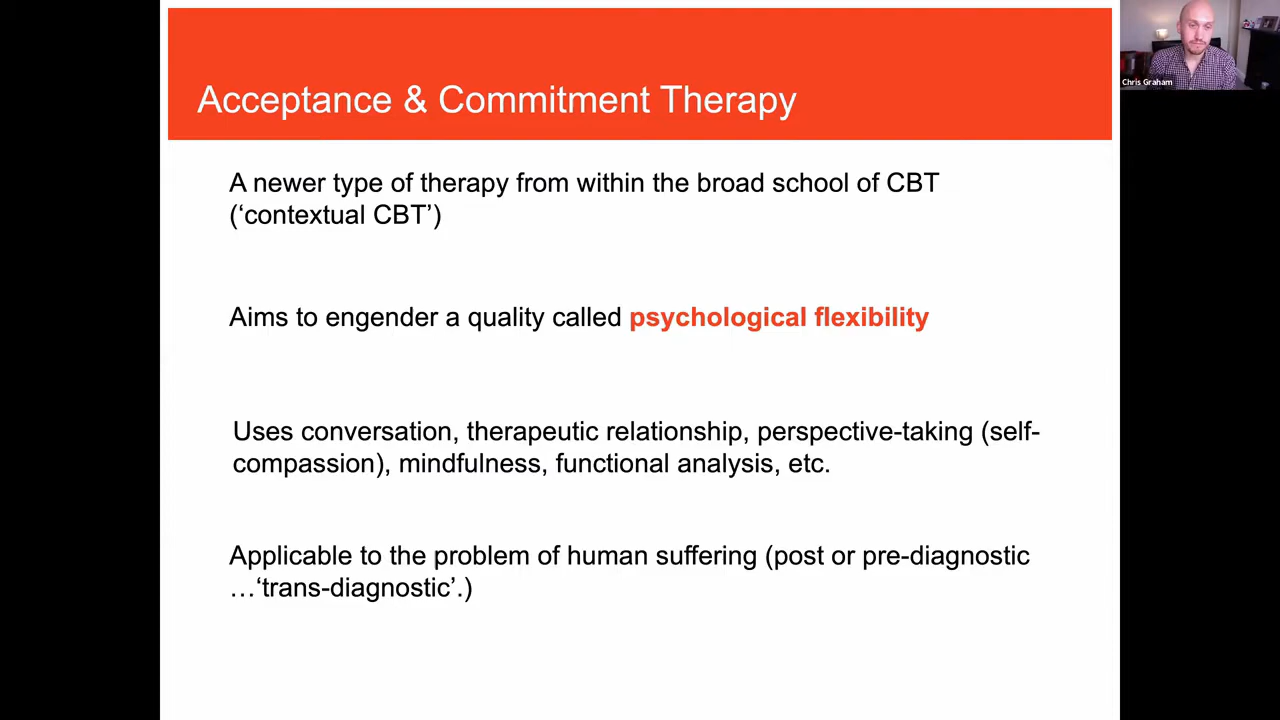 Acceptance & Commitment Therapy
Chris Graham
A newer type of therapy from within the broad school of CBT
(‘contextual CBT’)
Aims to engender a quality called psychological flexibility
Uses conversation, therapeutic relationship, perspective-taking (self-
compassion), mindfulness, functional analysis, etc.
Applicable to the problem of human suffering (post or pre-diagnostic
…‘trans-diagnostic’.)